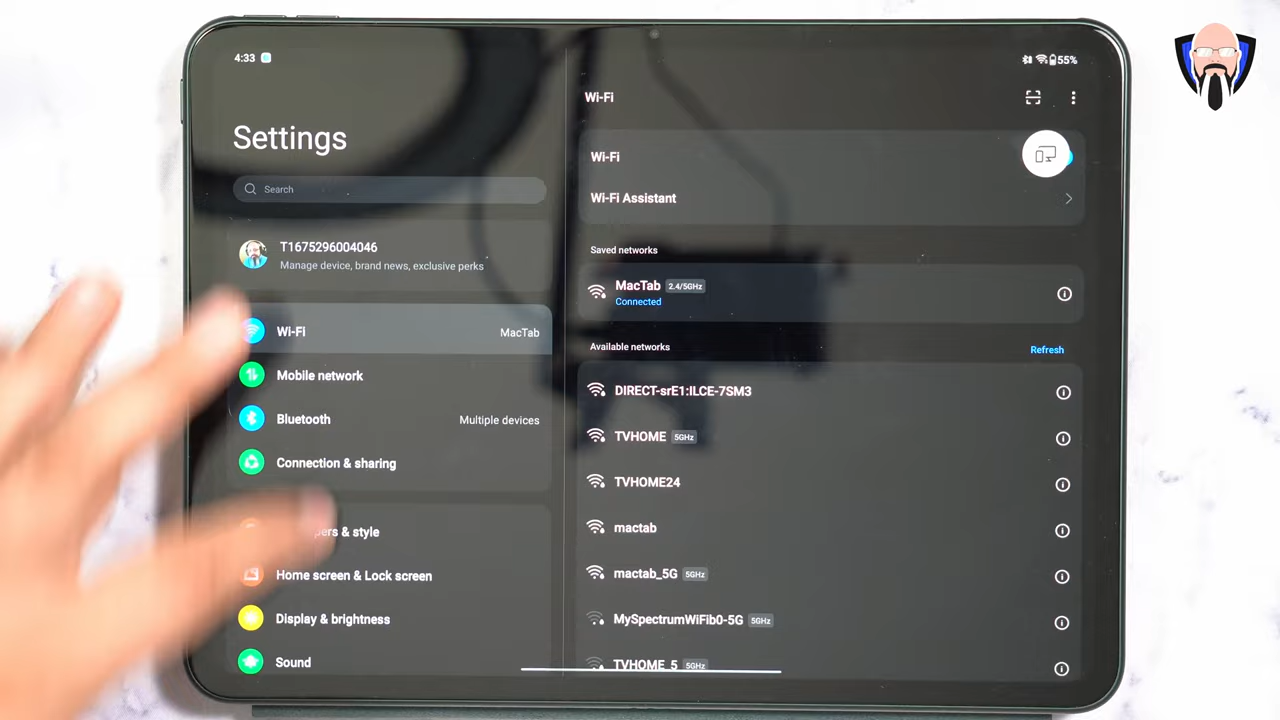 4:33
55%
Settings
Search
T1675296004046
Manage device, brand news, exclusive perks
Wi-Fi MacTab
Mobile network
Bluetooth Multiple devices
Connection & sharing
& style
Home screen & Lock screen
Display & brightness
Sound
Wi-Fi
Wi-Fi
Wi-Fi Assistant
Saved networks
MacTab 2.4/5GHz
Connected
Available networks Refresh
DIRECT-srE1:ILCE-7SM3
TVHOME 5GHz
TVHOME24
mactab
mactab_5G 5GHz
MySpectrumWiFib0-5G 5GHz
TVHOME_5 5GHz